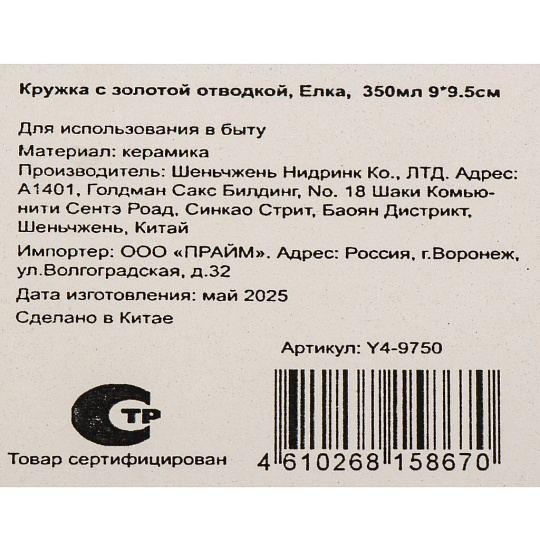 Кружка с золотой отводкой, Елка, 350мл 9*9.5см
Для использования в быту
Материал: керамика
Производитель: Шеньчжень Нидринк Ко., ЛТД. Адрес:
А1401, Голдман Сакс Билдинг, No. 18 Шаки Комью-
нити Сентэ Роад, Синкао Стрит, Баоян Дистрикт,
Шеньчжень, Китай
Импортер: ООО «ПРАЙМ». Адрес: Россия, г.Воронеж,
ул.Волгоградская, д.32
Дата изготовления: май 2025
Сделано в Китае
Артикул: Y4-9750
СТР
Товар сертифицирован
4 610268 158670